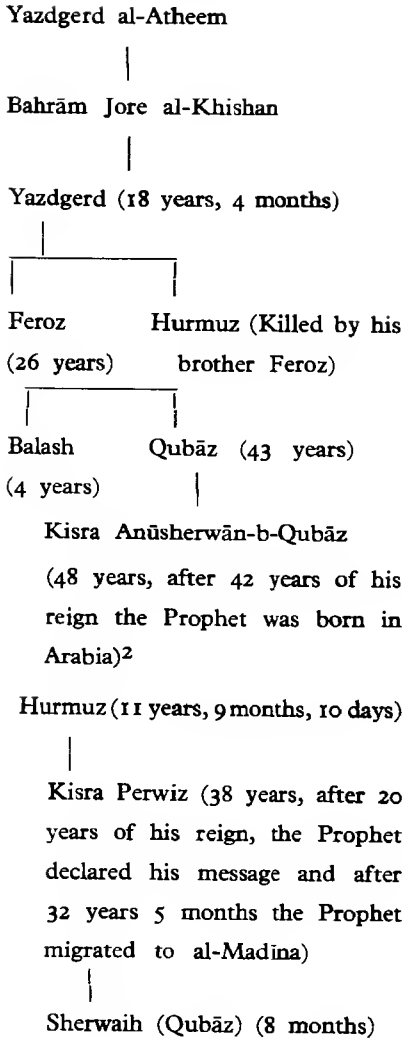 Yazdgerd al-Atheem
Bahrām Jore al-Khishan
Yazdgerd (18 years, 4 months)
Feroz Hurmuz (Killed by his
(26 years) brother Feroz)
Balash Qubāz (43 years)
(4 years)
Kisra Anūsherwān-b-Qubāz
(48 years, after 42 years of his
reign the Prophet was born in
Arabia)2
Hurmuz (11 years, 9 months, 10 days)
Kisra Perwiz (38 years, after 20
years of his reign, the Prophet
declared his message and after
32 years 5 months the Prophet
migrated to al-Madīna)
Sherwaih (Qubāz) (8 months)